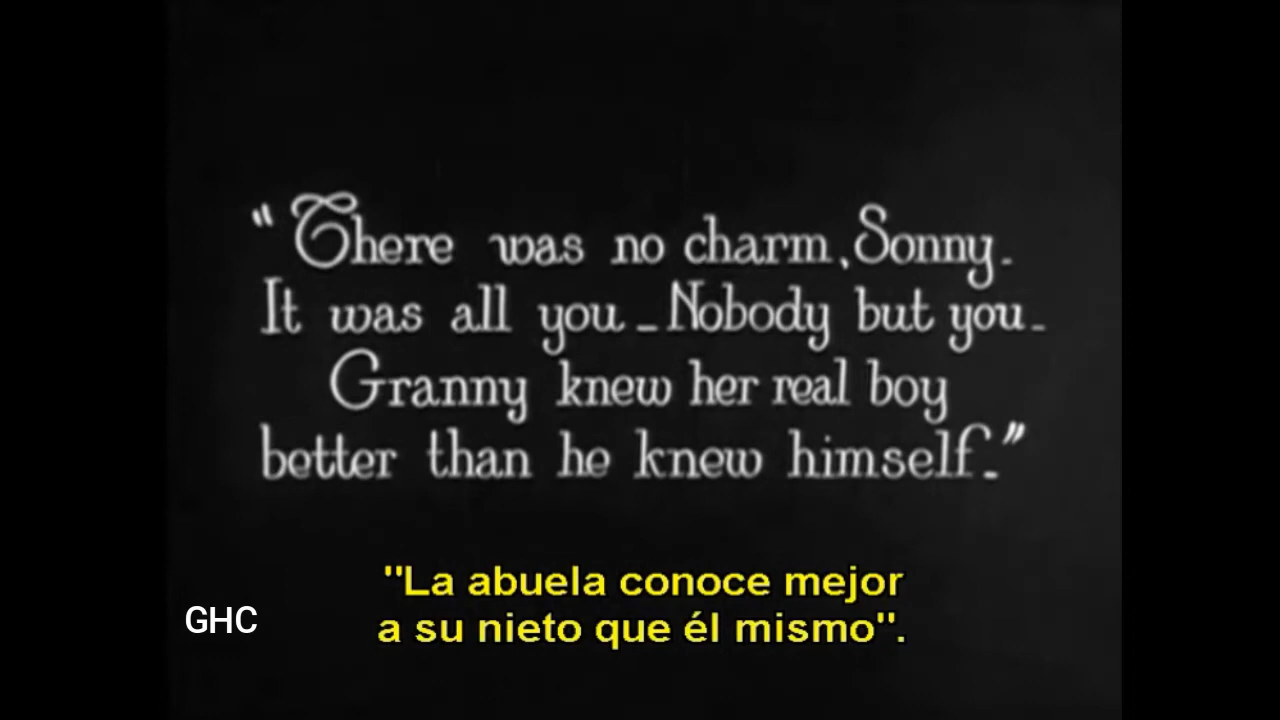 "There was no charm, Sonny.
It was all you - Nobody but you -
Granny knew her real boy
better than he knew himself."
"La abuela conoce mejor
a su nieto que él mismo".
GHC